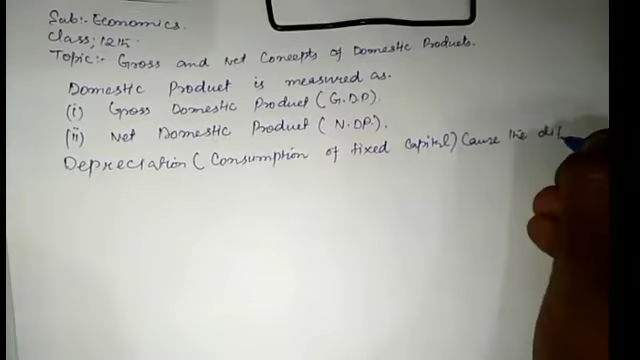 Sub:- Economics.
Class; 12th.
Topic:- Gross and Net Concepts of Domestic Products.
Domestic Product is measured as.
(i) Gross Domestic Product (G.D.P).
(ii) Net Domestic Product (N.D.P.).
Depreciation (Consumption of fixed capital) Cause the dif